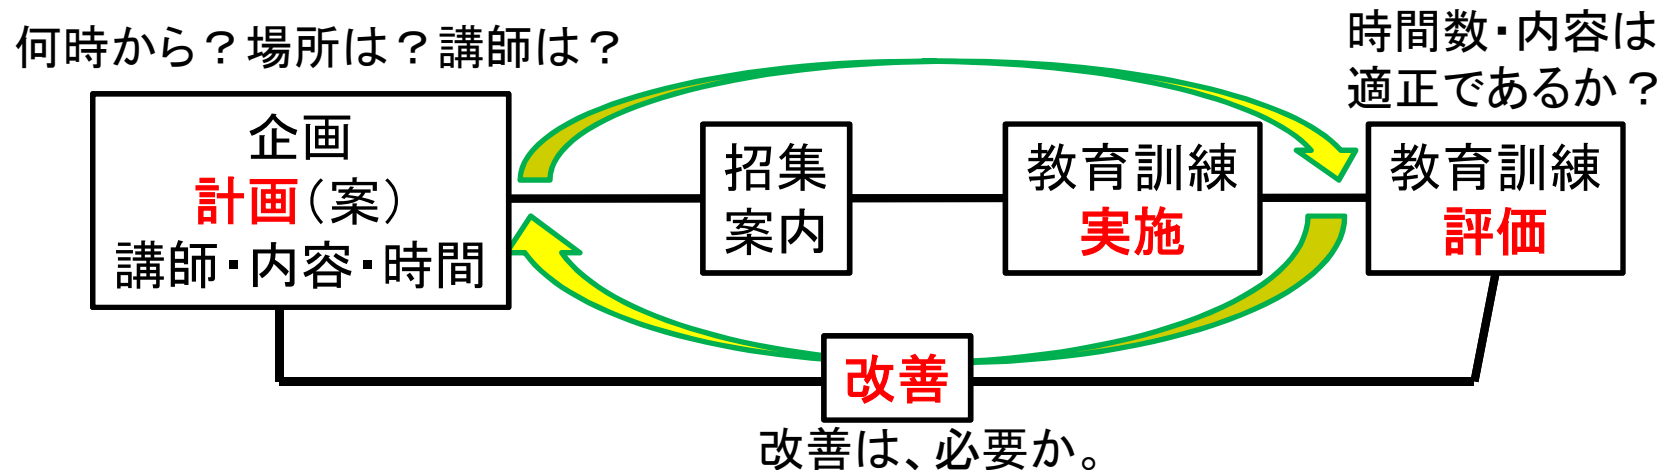 何時から？場所は？講師は？
時間数・内容は
適正であるか？
企画
計画（案）
講師・内容・時間
招集
案内
教育訓練
実施
教育訓練
評価
改善
改善は、必要か。